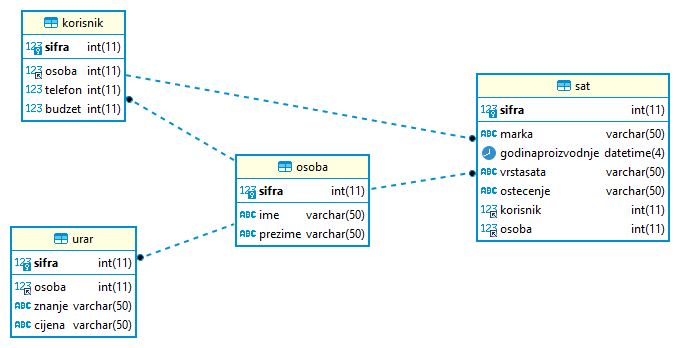 korisnik
123 sifra int(11)
123 osoba int(11)
123 telefon int(11)
123 budzet int(11)
sat
123 sifra int(11)
ABC marka varchar(50)
godinaproizvodnje datetime(4)
ABC vrstasata varchar(50)
ABC ostecenje varchar(50)
123 korisnik int(11)
123 osoba int(11)
osoba
123 sifra int(11)
ABC ime varchar(50)
ABC prezime varchar(50)
urar
123 sifra int(11)
123 osoba int(11)
ABC znanje varchar(50)
ABC cijena varchar(50)